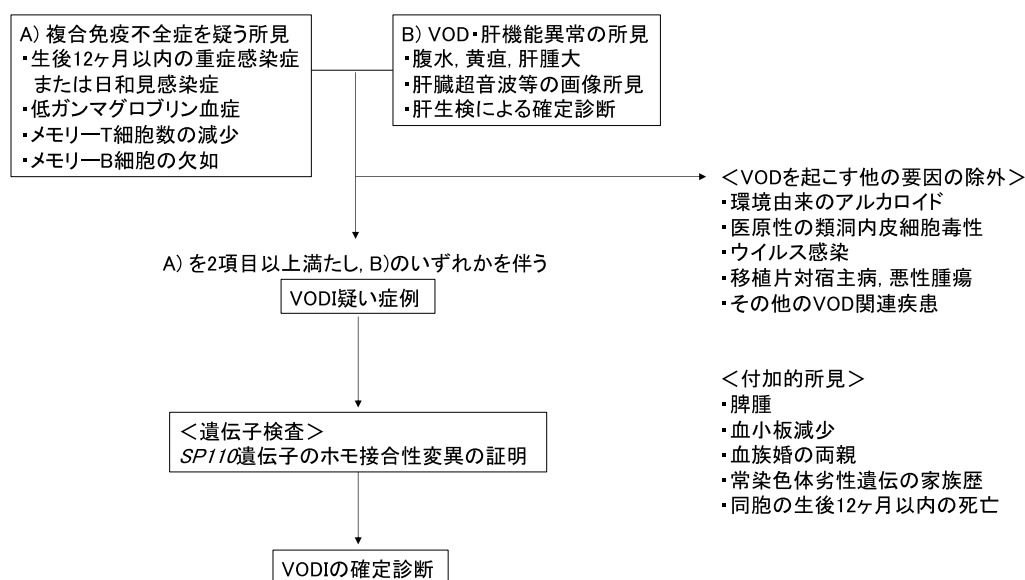 A) 複合免疫不全症を疑う所見
・生後12ヶ月以内の重症感染症
または日和見感染症
・低ガンマグロブリン血症
・メモリーT細胞数の減少
・メモリーB細胞の欠如
B) VOD・肝機能異常の所見
・腹水, 黄疸, 肝腫大
・肝臓超音波等の画像所見
・肝生検による確定診断
＜VODを起こす他の要因の除外＞
・環境由来のアルカロイド
・医原性の類洞内皮細胞毒性
・ウイルス感染
・移植片対宿主病, 悪性腫瘍
・その他のVOD関連疾患
A) を2項目以上満たし, B)のいずれかを伴う
VODI疑い症例
＜付加的所見＞
・脾腫
・血小板減少
・血族婚の両親
・常染色体劣性遺伝の家族歴
・同胞の生後12ヶ月以内の死亡
＜遺伝子検査＞
SP110遺伝子のホモ接合性変異の証明
VODIの確定診断